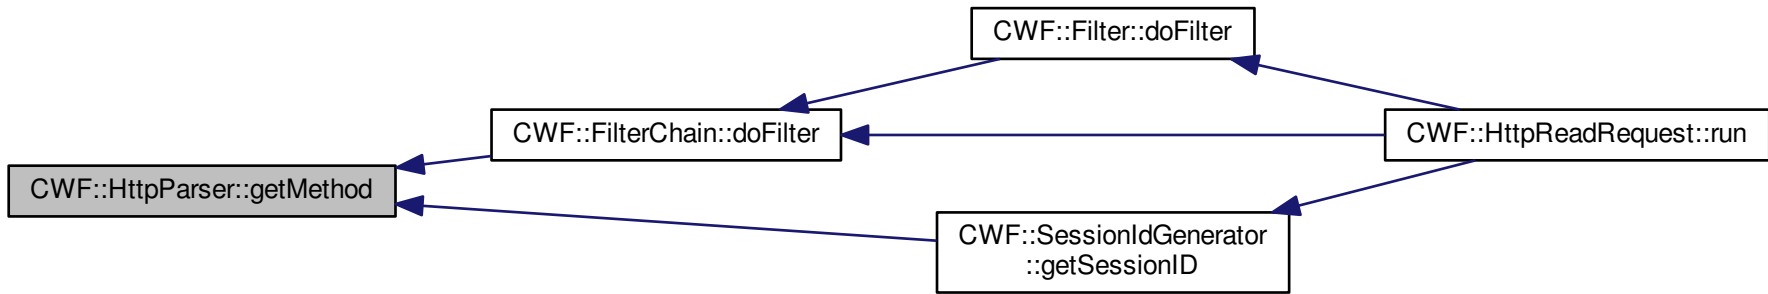 CWF::Filter::doFilter
CWF::FilterChain::doFilter
CWF::HttpReadRequest::run
CWF::HttpParser::getMethod
CWF::SessionIdGenerator
::getSessionID